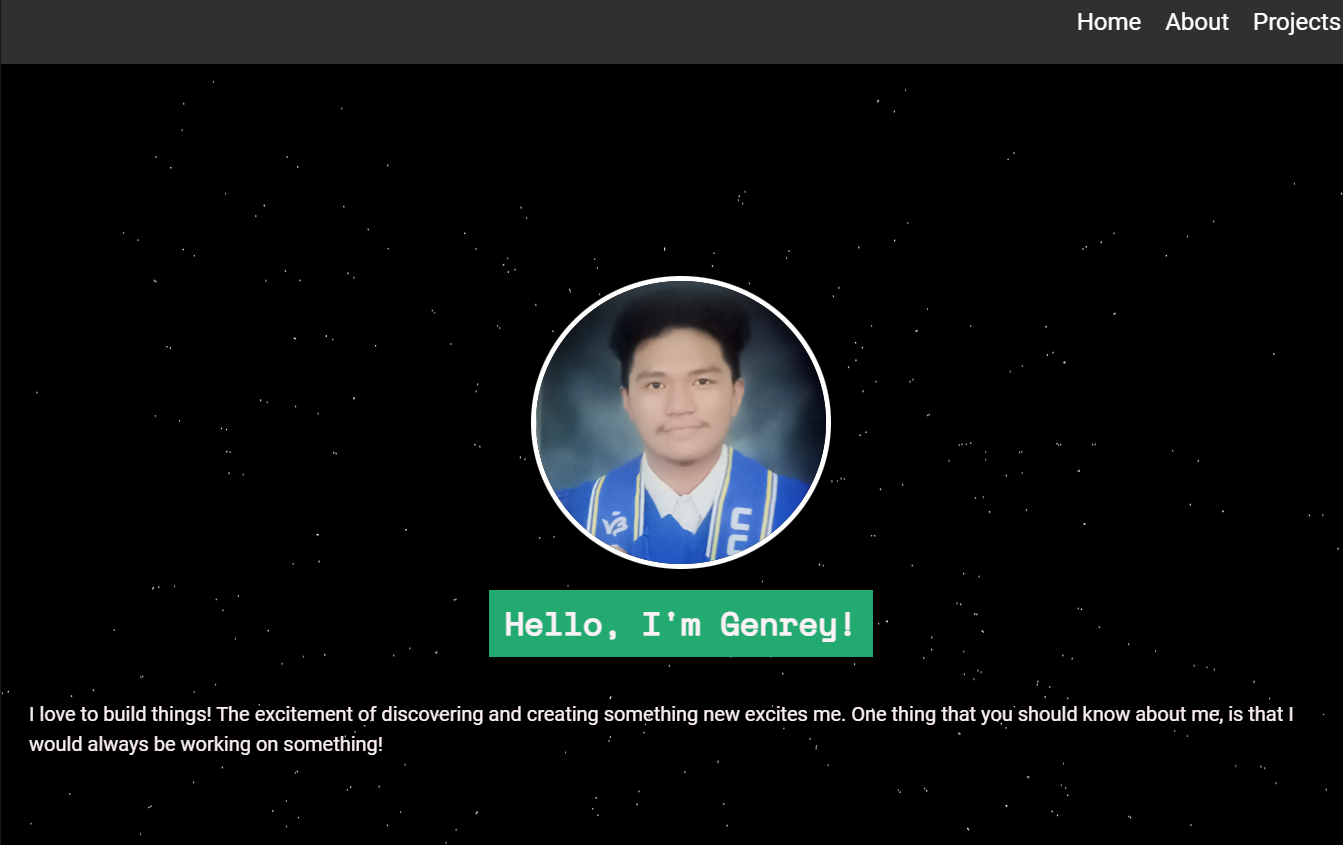 Home About Projects
Hello, I'm Genrey!
I love to build things! The excitement of discovering and creating something new excites me. One thing that you should know about me, is that I
would always be working on something!